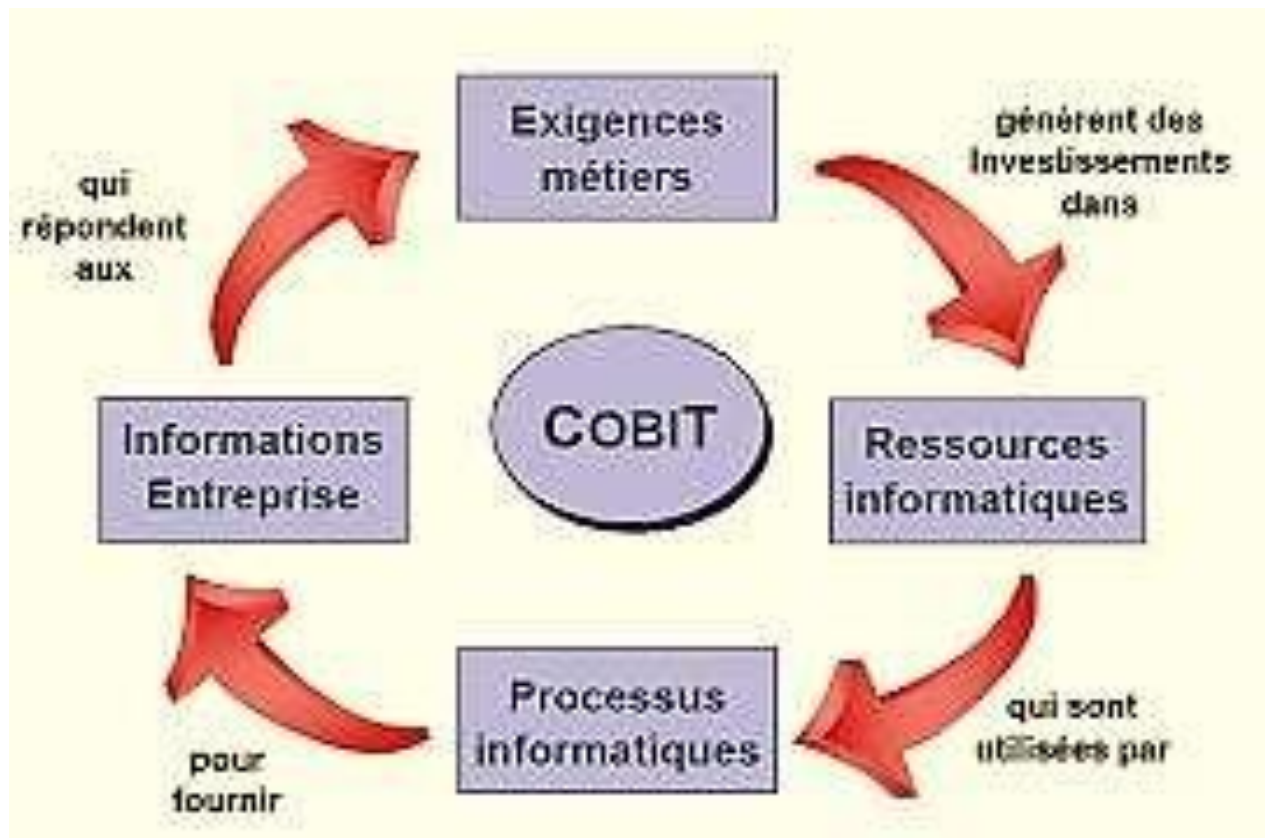 Exigences
métiers
génèrent des
Investissements
dans
Ressources
informatiques
qui sont
utilisées par
Processus
informatiques
pour
fournir
Informations
Entreprise
qui
répondent
aux
COBIT